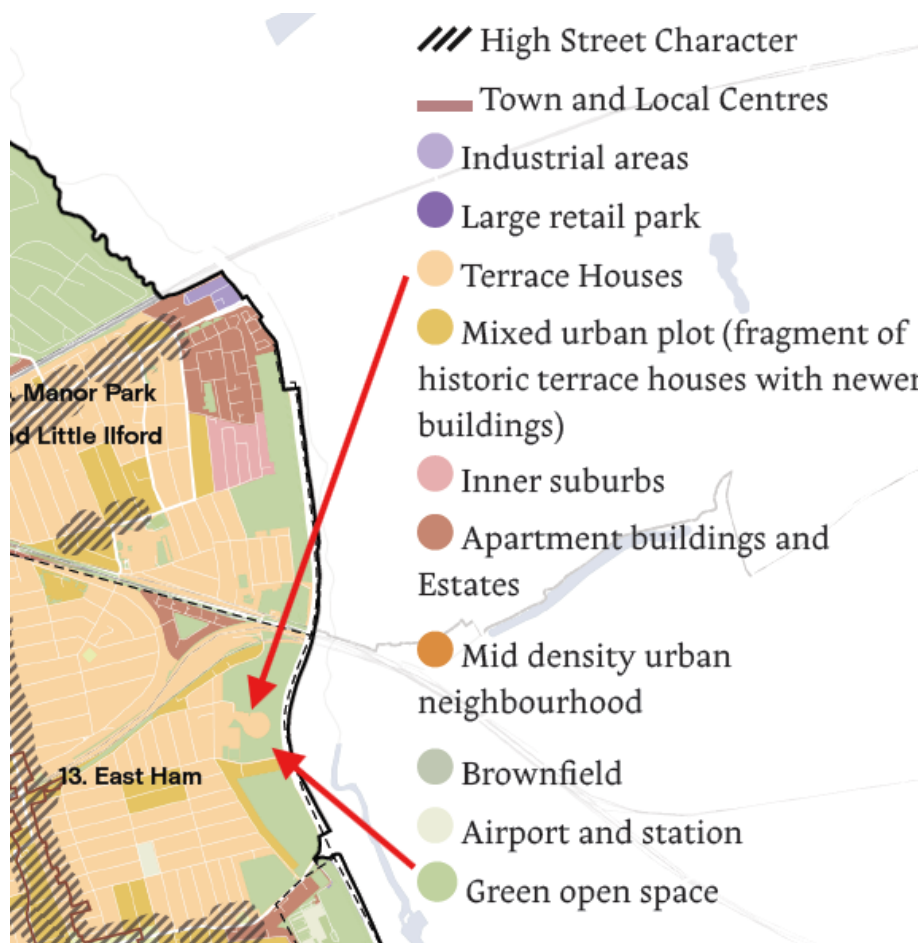 High Street Character
Town and Local Centres
Industrial areas
Large retail park
Terrace Houses
Mixed urban plot (fragment of
historic terrace houses with newer
buildings)
Inner suburbs
Apartment buildings and
Estates
Mid density urban
neighbourhood
Brownfield
Airport and station
Green open space
Manor Park
Little Ilford
13. East Ham